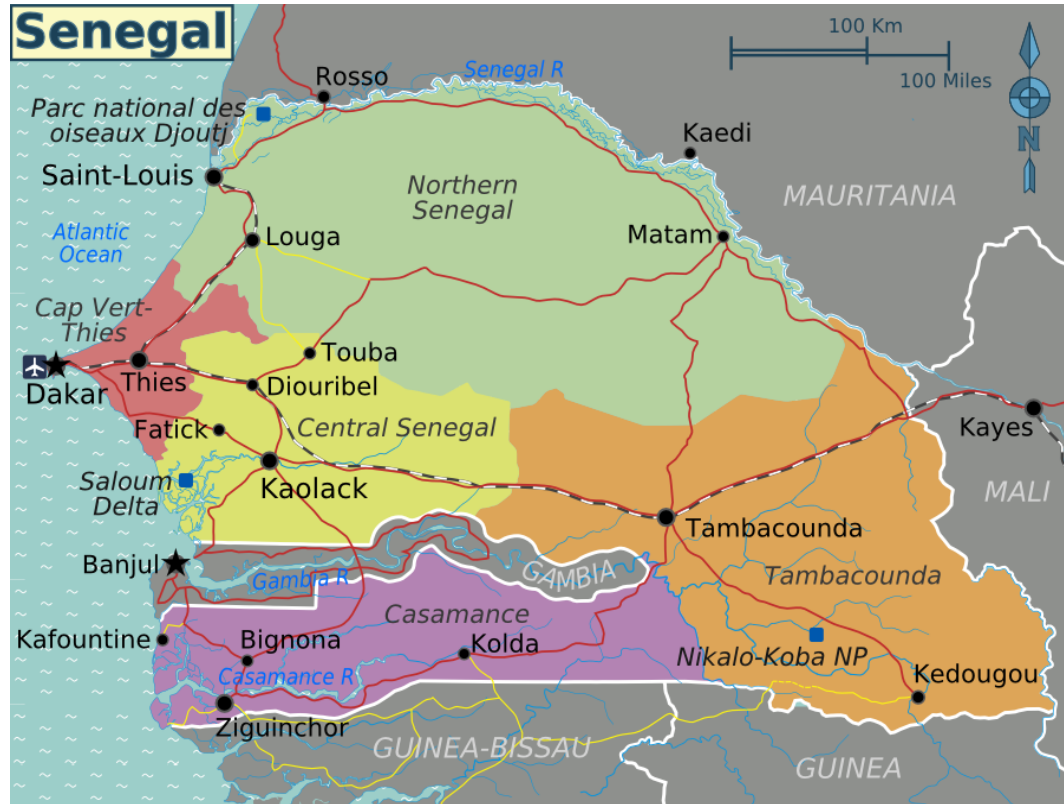 Senegal
100 Km
100 Miles
N
Rosso
Senegal R
Parc national des
oiseaux Djoutj
Kaedi
Saint-Louis
Northern
Senegal
MAURITANIA
Atlantic
Ocean
Louga
Matam
Cap Vert-
Thies
Touba
Dakar
Thies
Diouribel
Fatick
Central Senegal
Kayes
Saloum
Delta
Kaolack
MALI
Tambacounda
Banjul
Gambia R
GAMBIA
Tambacounda
Casamance
Kafountine
Bignona
Kolda
Nikalo-Koba NP
Casamance R
Kedougou
Ziguinchor
GUINEA-BISSAU
GUINEA